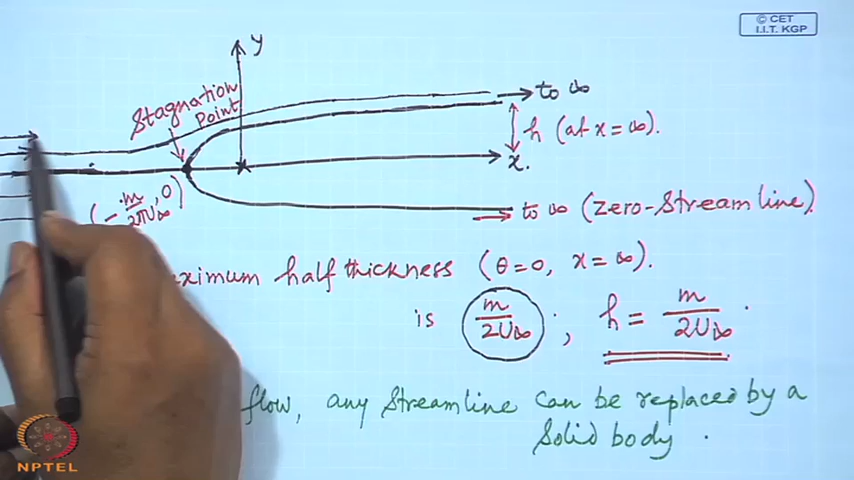 © CET
I.I.T. KGP
y
Stagnation
Point
to ∞
h (at x = ∞).
x.
(-m/2πU∞, 0)
to ∞ (zero-streamline)
maximum half thickness (θ=0, x=∞).
is m/2U∞ ; h = m/2U∞ .
flow, any streamline can be replaced by a
solid body .
NPTEL